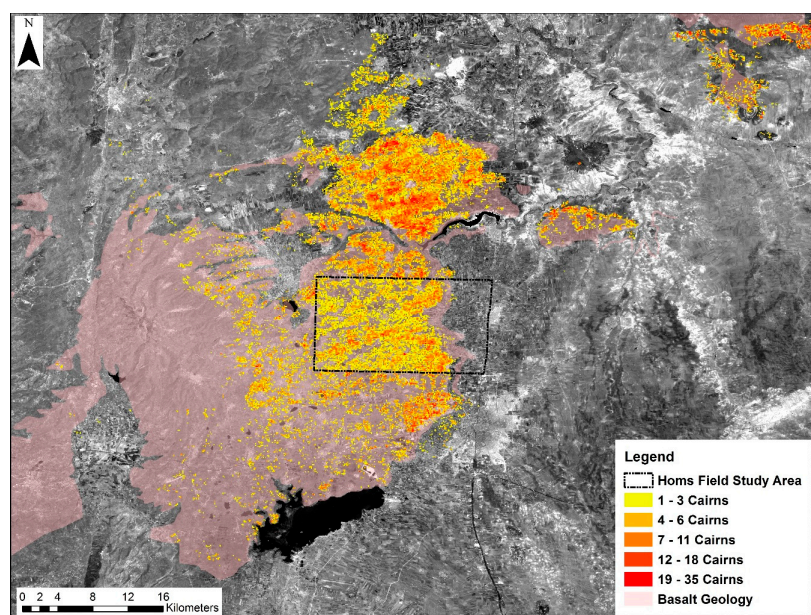 N
Legend
Homs Field Study Area
1 - 3 Cairns
4 - 6 Cairns
7 - 11 Cairns
12 - 18 Cairns
19 - 35 Cairns
Basalt Geology
0 2 4 8 12 16
Kilometers